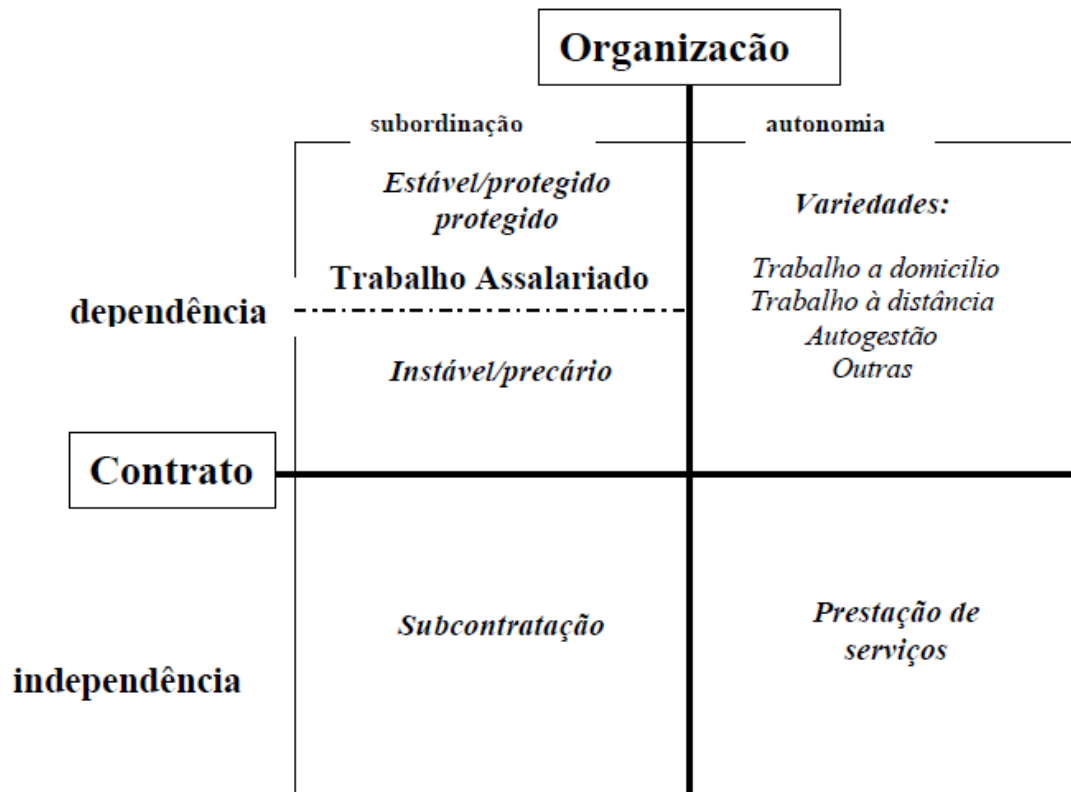 Organizacão
subordinação
autonomia
Estável/protegido
protegido
Variedades:
Trabalho Assalariado
Trabalho a domicilio
Trabalho à distância
Autogestão
Outras
dependência
Instável/precário
Contrato
Subcontratação
Prestação de
serviços
independência